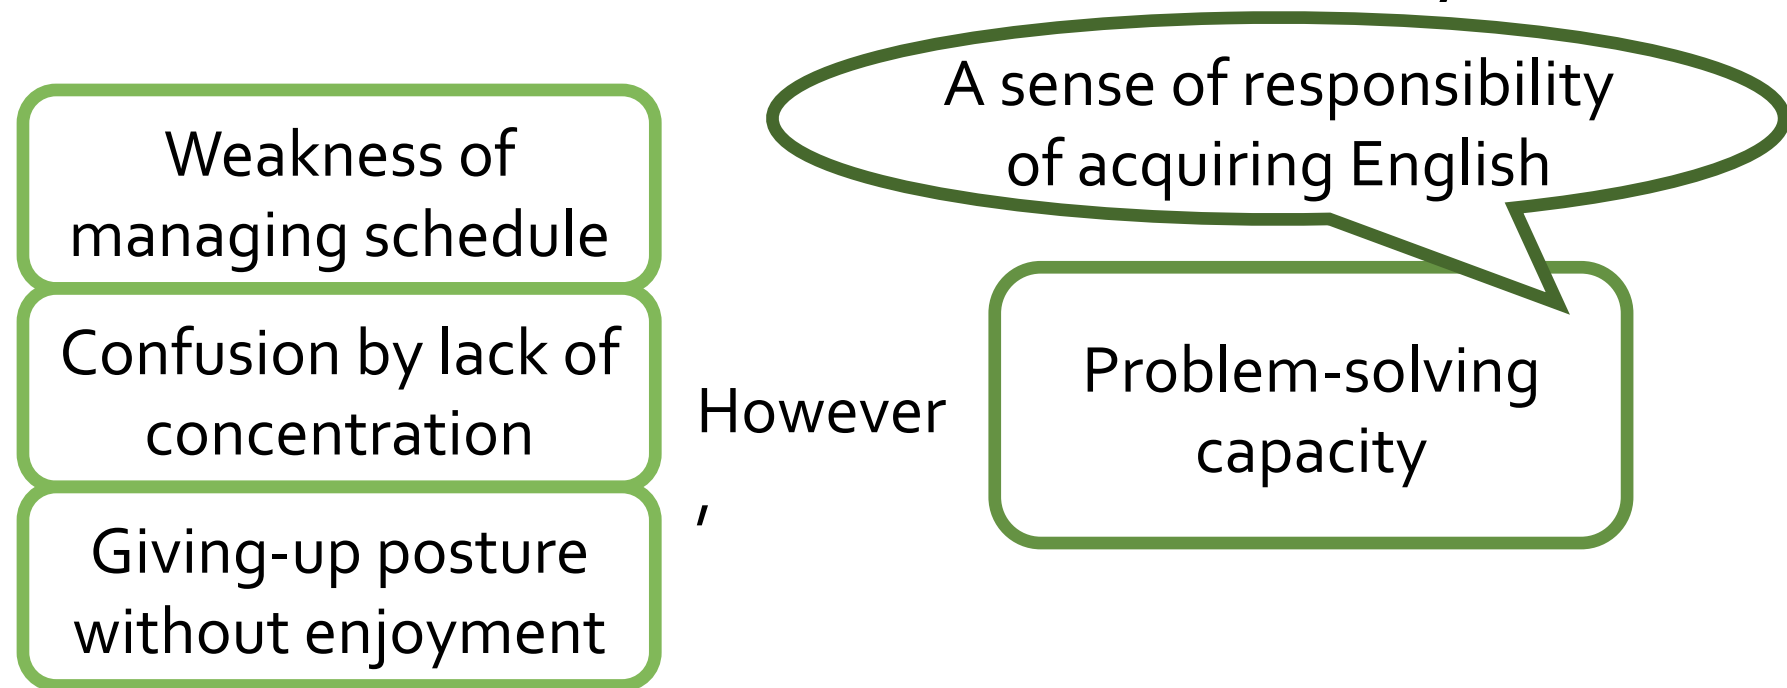 Weakness of
managing schedule
Confusion by lack of
concentration
Giving-up posture
without enjoyment
However
,
A sense of responsibility
of acquiring English
Problem-solving
capacity